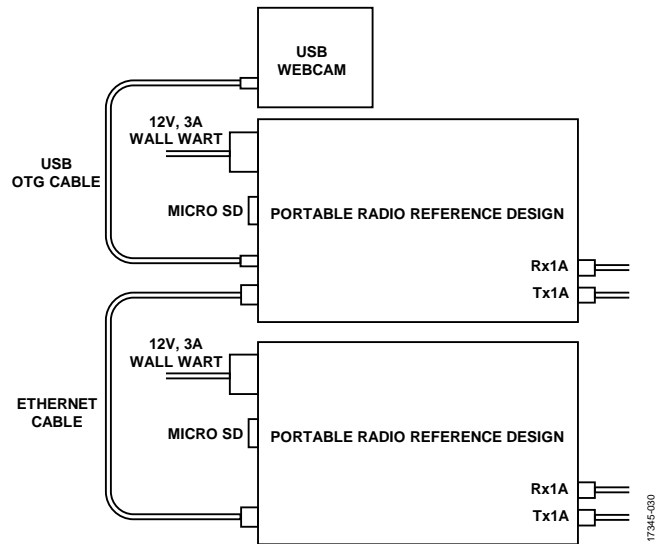 USB
WEBCAM
12V, 3A
WALL WART
USB
OTG CABLE
MICRO SD
PORTABLE RADIO REFERENCE DESIGN
Rx1A
Tx1A
12V, 3A
WALL WART
ETHERNET
CABLE
MICRO SD
PORTABLE RADIO REFERENCE DESIGN
Rx1A
Tx1A
17345-030